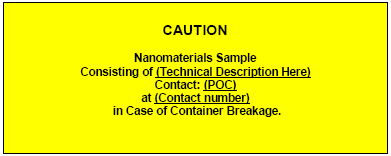 CAUTION
Nanomaterials Sample
Consisting of (Technical Description Here)
Contact: (POC)
at (Contact number)
in Case of Container Breakage.